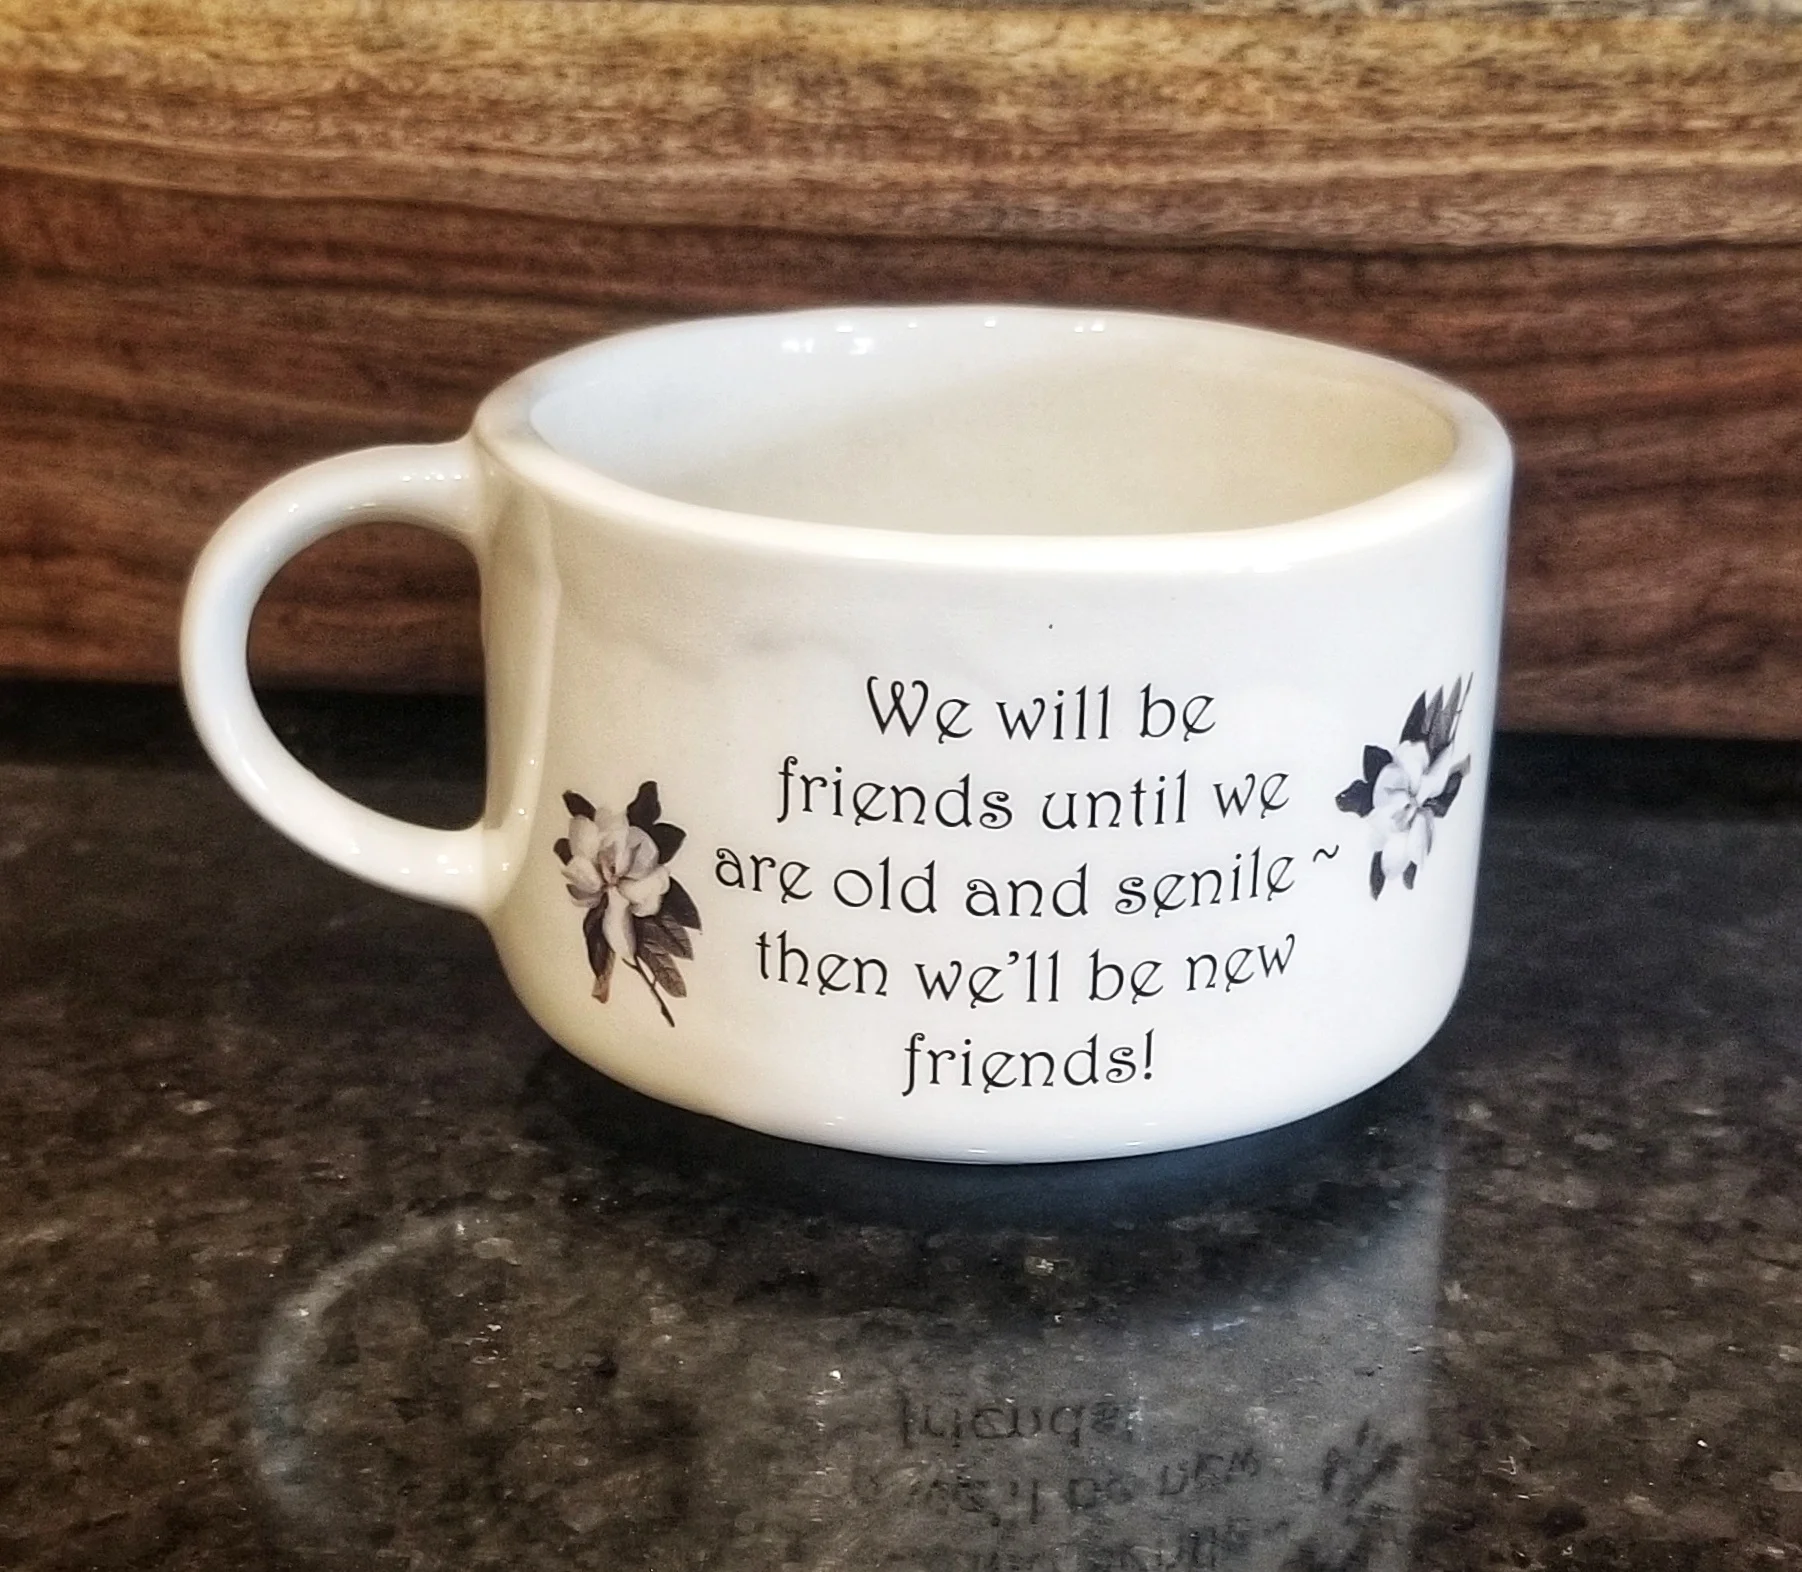 We will be
friends until we
are old and senile ~
then we'll be new
friends!